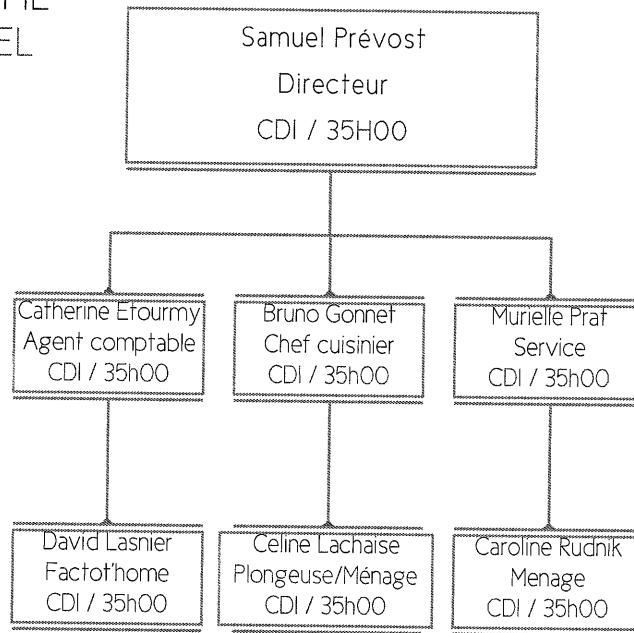 Samuel Prévost
Directeur
CDI / 35H00
Catherine Etourmy
Agent comptable
CDI / 35h00
Bruno Gonnet
Chef cuisinier
CDI / 35h00
Murielle Prat
Service
CDI / 35h00
David Lasnier
Factot'home
CDI / 35h00
Celine Lachaise
Plongeuse/Ménage
CDI / 35h00
Caroline Rudnik
Menage
CDI / 35h00